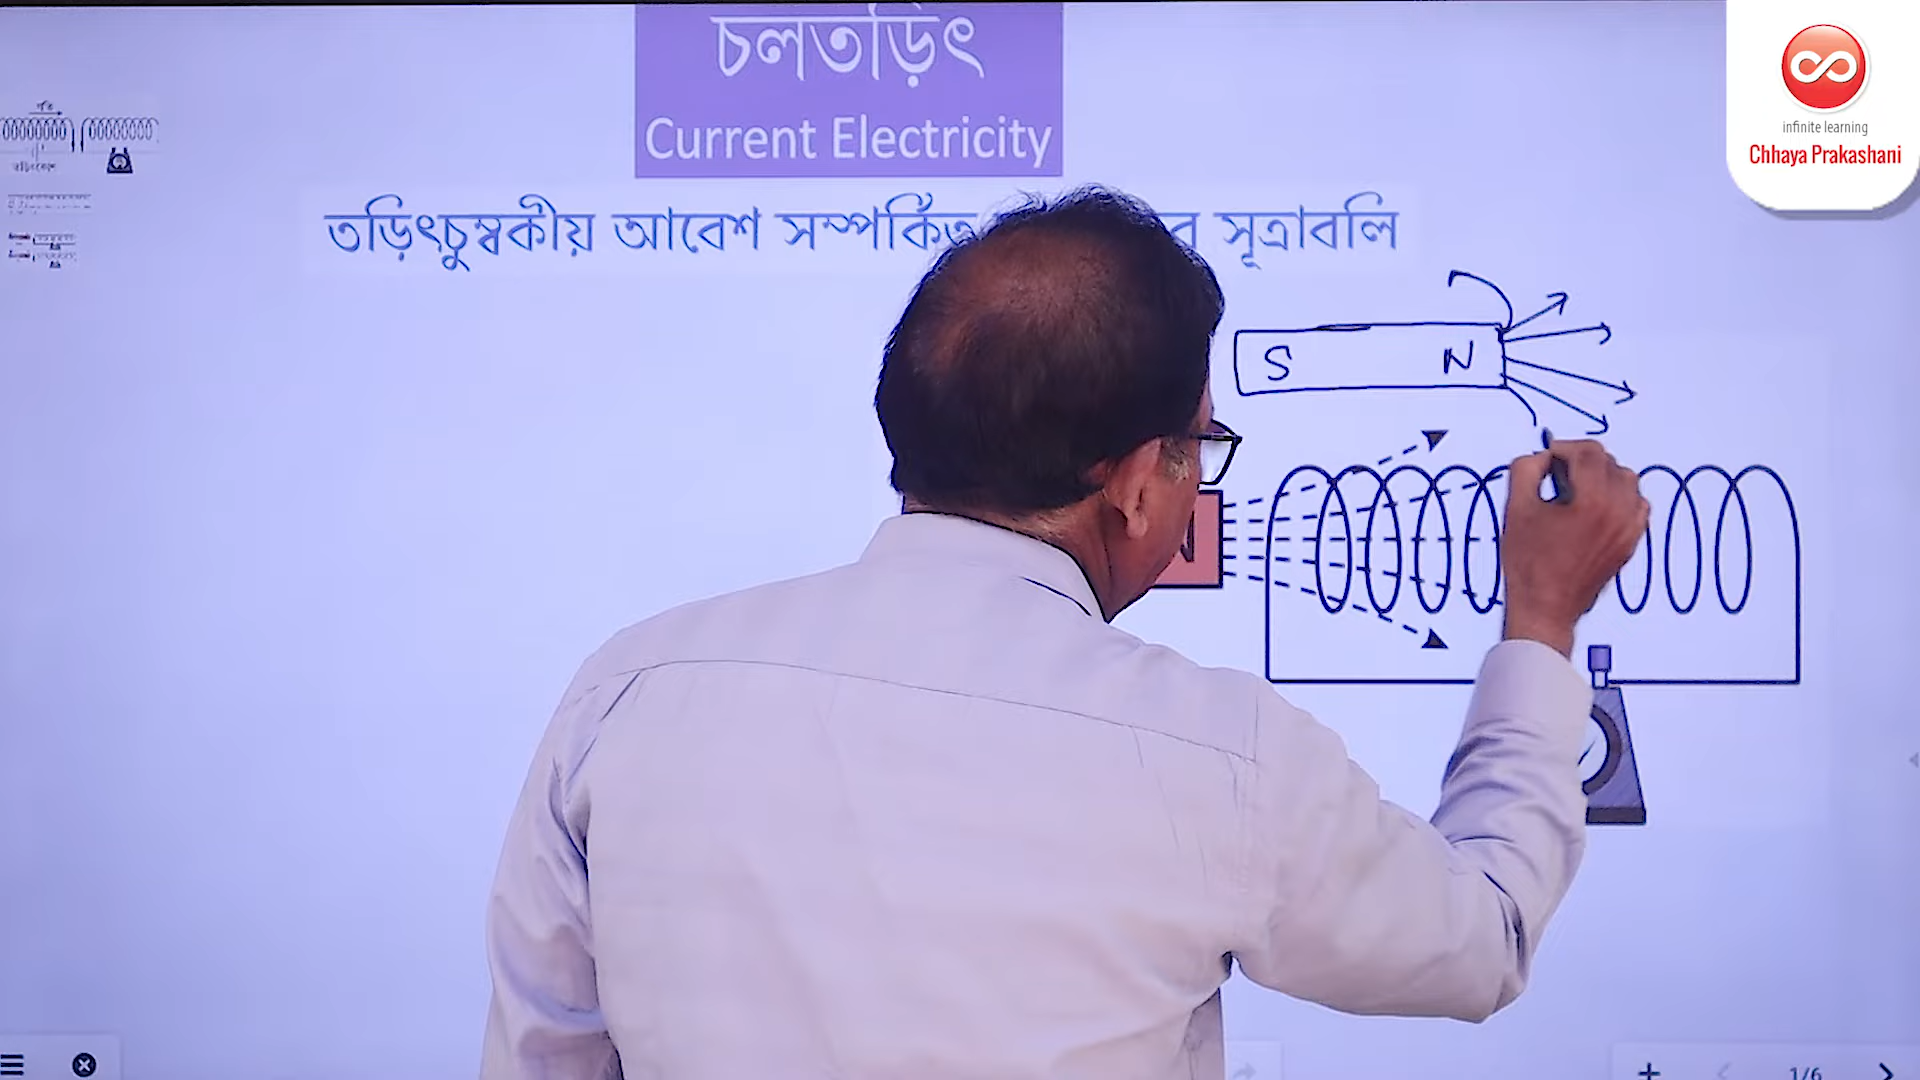 চলতড়িৎ
Current Electricity
infinite learning
Chhaya Prakashani
তড়িৎচুম্বকীয় আবেশ সম্পর্কিত সূত্রাবলি
S N
N
1/6